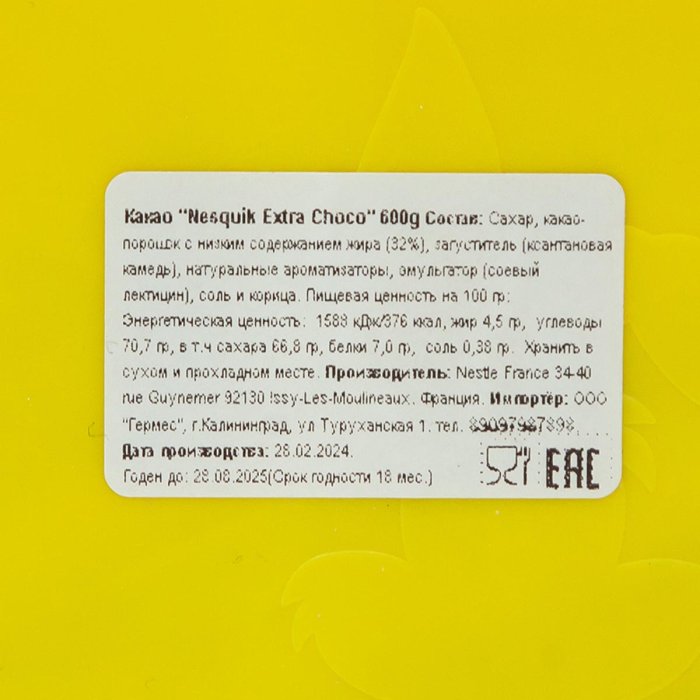 Какао "Nesquik Extra Choco" 600g Состав: Сахар, какао-
порошок с низким содержанием жира (32%), загуститель (ксантановая
камедь), натуральные ароматизаторы, эмульгатор (соевый
лектицин), соль и корица. Пищевая ценность на 100 гр:
Энергетическая ценность: 1588 кДж/376 ккал, жир 4,5 гр, углеводы
70,7 гр, в т.ч сахара 66,8 гр, белки 7,0 гр, соль 0,38 гр. Хранить в
сухом и прохладном месте. Производитель: Nestle France 34-40
rue Guynemer 92130 Issy-Les-Moulineaux. Франция. Импортёр: ООО
"Гермес", г.Калининград, ул Туруханская 1. тел.
Дата производства: 28.02.2024.
Годен до: 28.08.2025(Срок годности 18 мес.)
EAC